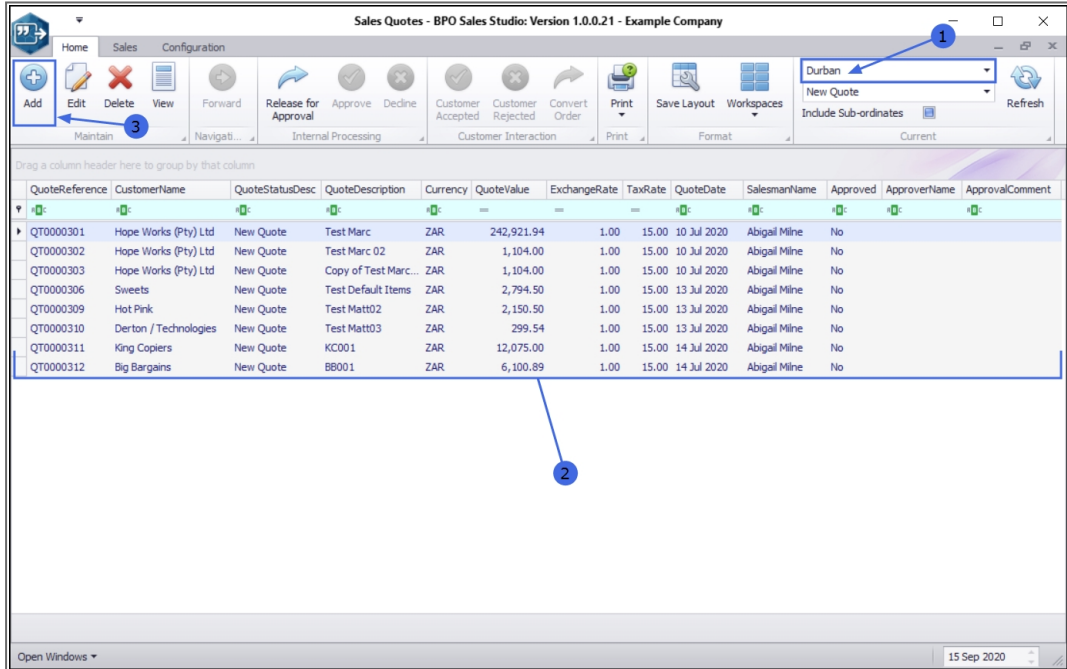 Sales Quotes - BPO Sales Studio: Version 1.0.0.21 - Example Company
Home Sales Configuration
1
Durban
New Quote
Include Sub-ordinates
Add Edit Delete View Forward Release for Approval Approve Decline Customer Accepted Customer Rejected Convert Order Print Save Layout Workspaces Refresh
3
Maintain Navigati... Internal Processing Customer Interaction Print Format Current
Drag a column header here to group by that column
QuoteReference CustomerName QuoteStatusDesc QuoteDescription Currency QuoteValue ExchangeRate TaxRate QuoteDate SalesmanName Approved ApproverName ApprovalComment
QT0000301 Hope Works (Pty) Ltd New Quote Test Marc ZAR 242,921.94 1.00 15.00 10 Jul 2020 Abigail Milne No
QT0000302 Hope Works (Pty) Ltd New Quote Test Marc 02 ZAR 1,104.00 1.00 15.00 10 Jul 2020 Abigail Milne No
QT0000303 Hope Works (Pty) Ltd New Quote Copy of Test Marc... ZAR 1,104.00 1.00 15.00 10 Jul 2020 Abigail Milne No
QT0000306 Sweets New Quote Test Default Items ZAR 2,794.50 1.00 15.00 13 Jul 2020 Abigail Milne No
QT0000309 Hot Pink New Quote Test Matt02 ZAR 2,150.50 1.00 15.00 13 Jul 2020 Abigail Milne No
QT0000310 Derton / Technologies New Quote Test Matt03 ZAR 299.54 1.00 15.00 13 Jul 2020 Abigail Milne No
QT0000311 King Copiers New Quote KC001 ZAR 12,075.00 1.00 15.00 14 Jul 2020 Abigail Milne No
QT0000312 Big Bargains New Quote BB001 ZAR 6,100.89 1.00 15.00 14 Jul 2020 Abigail Milne No
2
Open Windows 15 Sep 2020